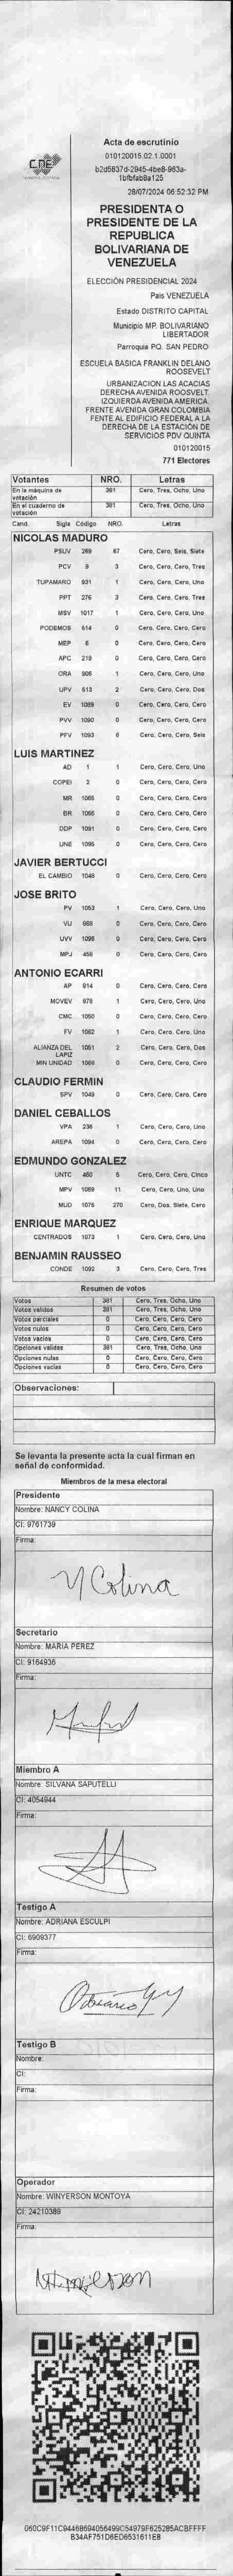 CNE
Acta de escrutinio
010120015.02.1.0001
b2d5837d-2945-4be8-963a-
1bfbfab8a125
28/07/2024 06:52:32 PM
PRESIDENTA O
PRESIDENTE DE LA
REPUBLICA
BOLIVARIANA DE
VENEZUELA
ELECCIÓN PRESIDENCIAL 2024
Pais VENEZUELA
Estado DISTRITO CAPITAL
Municipio MP. BOLIVARIANO
LIBERTADOR
Parroquia PQ. SAN PEDRO
ESCUELA BASICA FRANKLIN DELANO
ROOSEVELT
URBANIZACION LAS ACACIAS
DERECHA AVENIDA ROOSVELT.
IZQUIERDA AVENIDA AMERICA.
FRENTE AVENIDA GRAN COLOMBIA
FENTE AL EDIFICIO FEDERAL A LA
DERECHA DE LA ESTACIÓN DE
SERVICIOS PDV QUINTA
010120015
771 Electores
Votantes NRO. Letras
En la máquina de votación 381 Cero, Tres, Ocho, Uno
En el cuaderno de votación 381 Cero, Tres, Ocho, Uno
Cand. Sigla Código NRO. Letras
NICOLAS MADURO
PSUV 269 67 Cero, Cero, Seis, Siete
PCV 9 3 Cero, Cero, Cero, Tres
TUPAMARO 931 1 Cero, Cero, Cero, Uno
PPT 276 3 Cero, Cero, Cero, Tres
MSV 1017 1 Cero, Cero, Cero, Uno
PODEMOS 614 0 Cero, Cero, Cero, Cero
MEP 6 0 Cero, Cero, Cero, Cero
APC 219 0 Cero, Cero, Cero, Cero
ORA 906 1 Cero, Cero, Cero, Uno
UPV 613 2 Cero, Cero, Cero, Dos
EV 1089 0 Cero, Cero, Cero, Cero
PVV 1090 0 Cero, Cero, Cero, Cero
PFV 1093 6 Cero, Cero, Cero, Seis
LUIS MARTINEZ
AD 1 1 Cero, Cero, Cero, Uno
COPEI 2 0 Cero, Cero, Cero, Cero
MR 1065 0 Cero, Cero, Cero, Cero
BR 1066 0 Cero, Cero, Cero, Cero
DDP 1091 0 Cero, Cero, Cero, Cero
UNE 1095 0 Cero, Cero, Cero, Cero
JAVIER BERTUCCI
EL CAMBIO 1048 0 Cero, Cero, Cero, Cero
JOSE BRITO
PV 1053 1 Cero, Cero, Cero, Uno
VU 669 0 Cero, Cero, Cero, Cero
UVV 1096 0 Cero, Cero, Cero, Cero
MPJ 458 0 Cero, Cero, Cero, Cero
ANTONIO ECARRI
AP 914 0 Cero, Cero, Cero, Cero
MOVEV 978 1 Cero, Cero, Cero, Uno
CMC 1050 0 Cero, Cero, Cero, Cero
FV 1062 1 Cero, Cero, Cero, Uno
ALIANZA DEL LAPIZ 1061 2 Cero, Cero, Cero, Dos
MIN UNIDAD 1068 0 Cero, Cero, Cero, Cero
CLAUDIO FERMIN
SPV 1049 0 Cero, Cero, Cero, Cero
DANIEL CEBALLOS
VPA 236 1 Cero, Cero, Cero, Uno
AREPA 1094 0 Cero, Cero, Cero, Cero
EDMUNDO GONZALEZ
UNTC 460 5 Cero, Cero, Cero, Cinco
MPV 1069 11 Cero, Cero, Uno, Uno
MUD 1076 270 Cero, Dos, Siete, Cero
ENRIQUE MARQUEZ
CENTRADOS 1073 1 Cero, Cero, Cero, Uno
BENJAMIN RAUSSEO
CONDE 1092 3 Cero, Cero, Cero, Tres
Resumen de votos
Votos 381 Cero, Tres, Ocho, Uno
Votos validos 381 Cero, Tres, Ocho, Uno
Votos parciales 0 Cero, Cero, Cero, Cero
Votos nulos 0 Cero, Cero, Cero, Cero
Votos vacios 0 Cero, Cero, Cero, Cero
Opciones validas 381 Cero, Tres, Ocho, Uno
Opciones nulas 0 Cero, Cero, Cero, Cero
Opciones vacias 0 Cero, Cero, Cero, Cero
Observaciones:
Se levanta la presente acta la cual firman en
señal de conformidad.
Miembros de la mesa electoral
Presidente
Nombre: NANCY COLINA
CI: 9761739
Firma:
N Colina
Secretario
Nombre: MARIA PEREZ
CI: 9164936
Firma:
Miembro A
Nombre: SILVANA SAPUTELLI
CI: 4054944
Firma:
Testigo A
Nombre: ADRIANA ESCULPI
CI: 6909377
Firma:
Testigo B
Nombre:
CI:
Firma:
Operador
Nombre: WINYERSON MONTOYA
CI: 24210389
Firma:
Winyerson
060C9F11C94468694056499C54979F625285ACBFFFF
B34AF751D6ED6531611E8